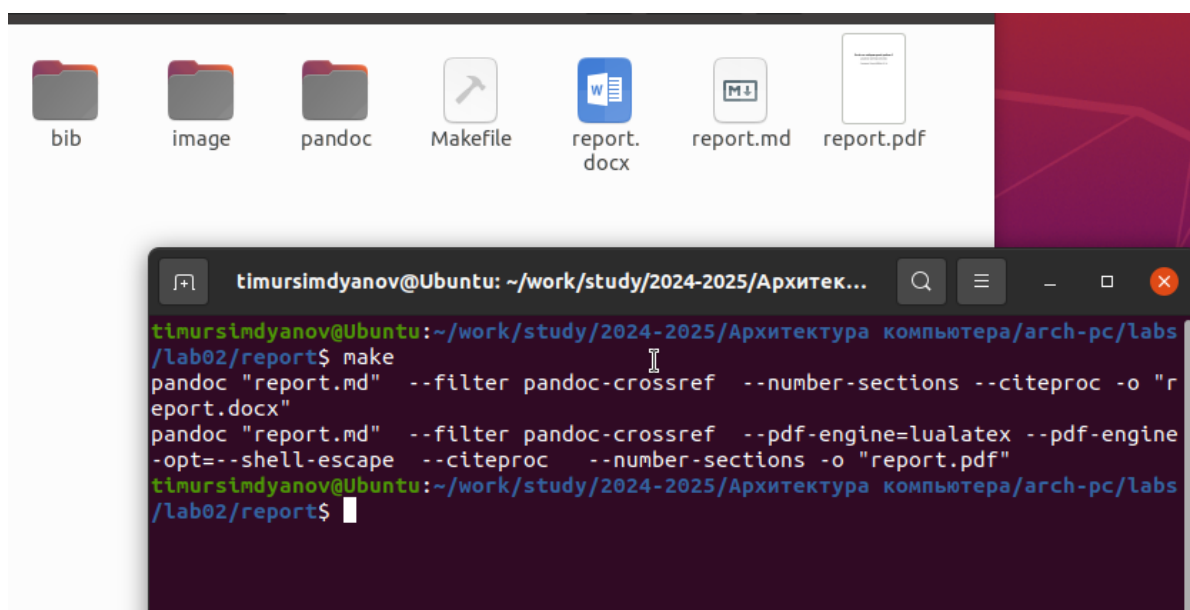 bib
image
pandoc
Makefile
report.
docx
report.md
report.pdf
timursimdyanov@Ubuntu: ~/work/study/2024-2025/Архитек...
timursimdyanov@Ubuntu:~/work/study/2024-2025/Архитектура компьютера/arch-pc/labs
/lab02/report$ make
pandoc "report.md"  --filter pandoc-crossref  --number-sections --citeproc -o "r
eport.docx"
pandoc "report.md"  --filter pandoc-crossref  --pdf-engine=lualatex --pdf-engine
-opt=--shell-escape  --citeproc   --number-sections -o "report.pdf"
timursimdyanov@Ubuntu:~/work/study/2024-2025/Архитектура компьютера/arch-pc/labs
/lab02/report$